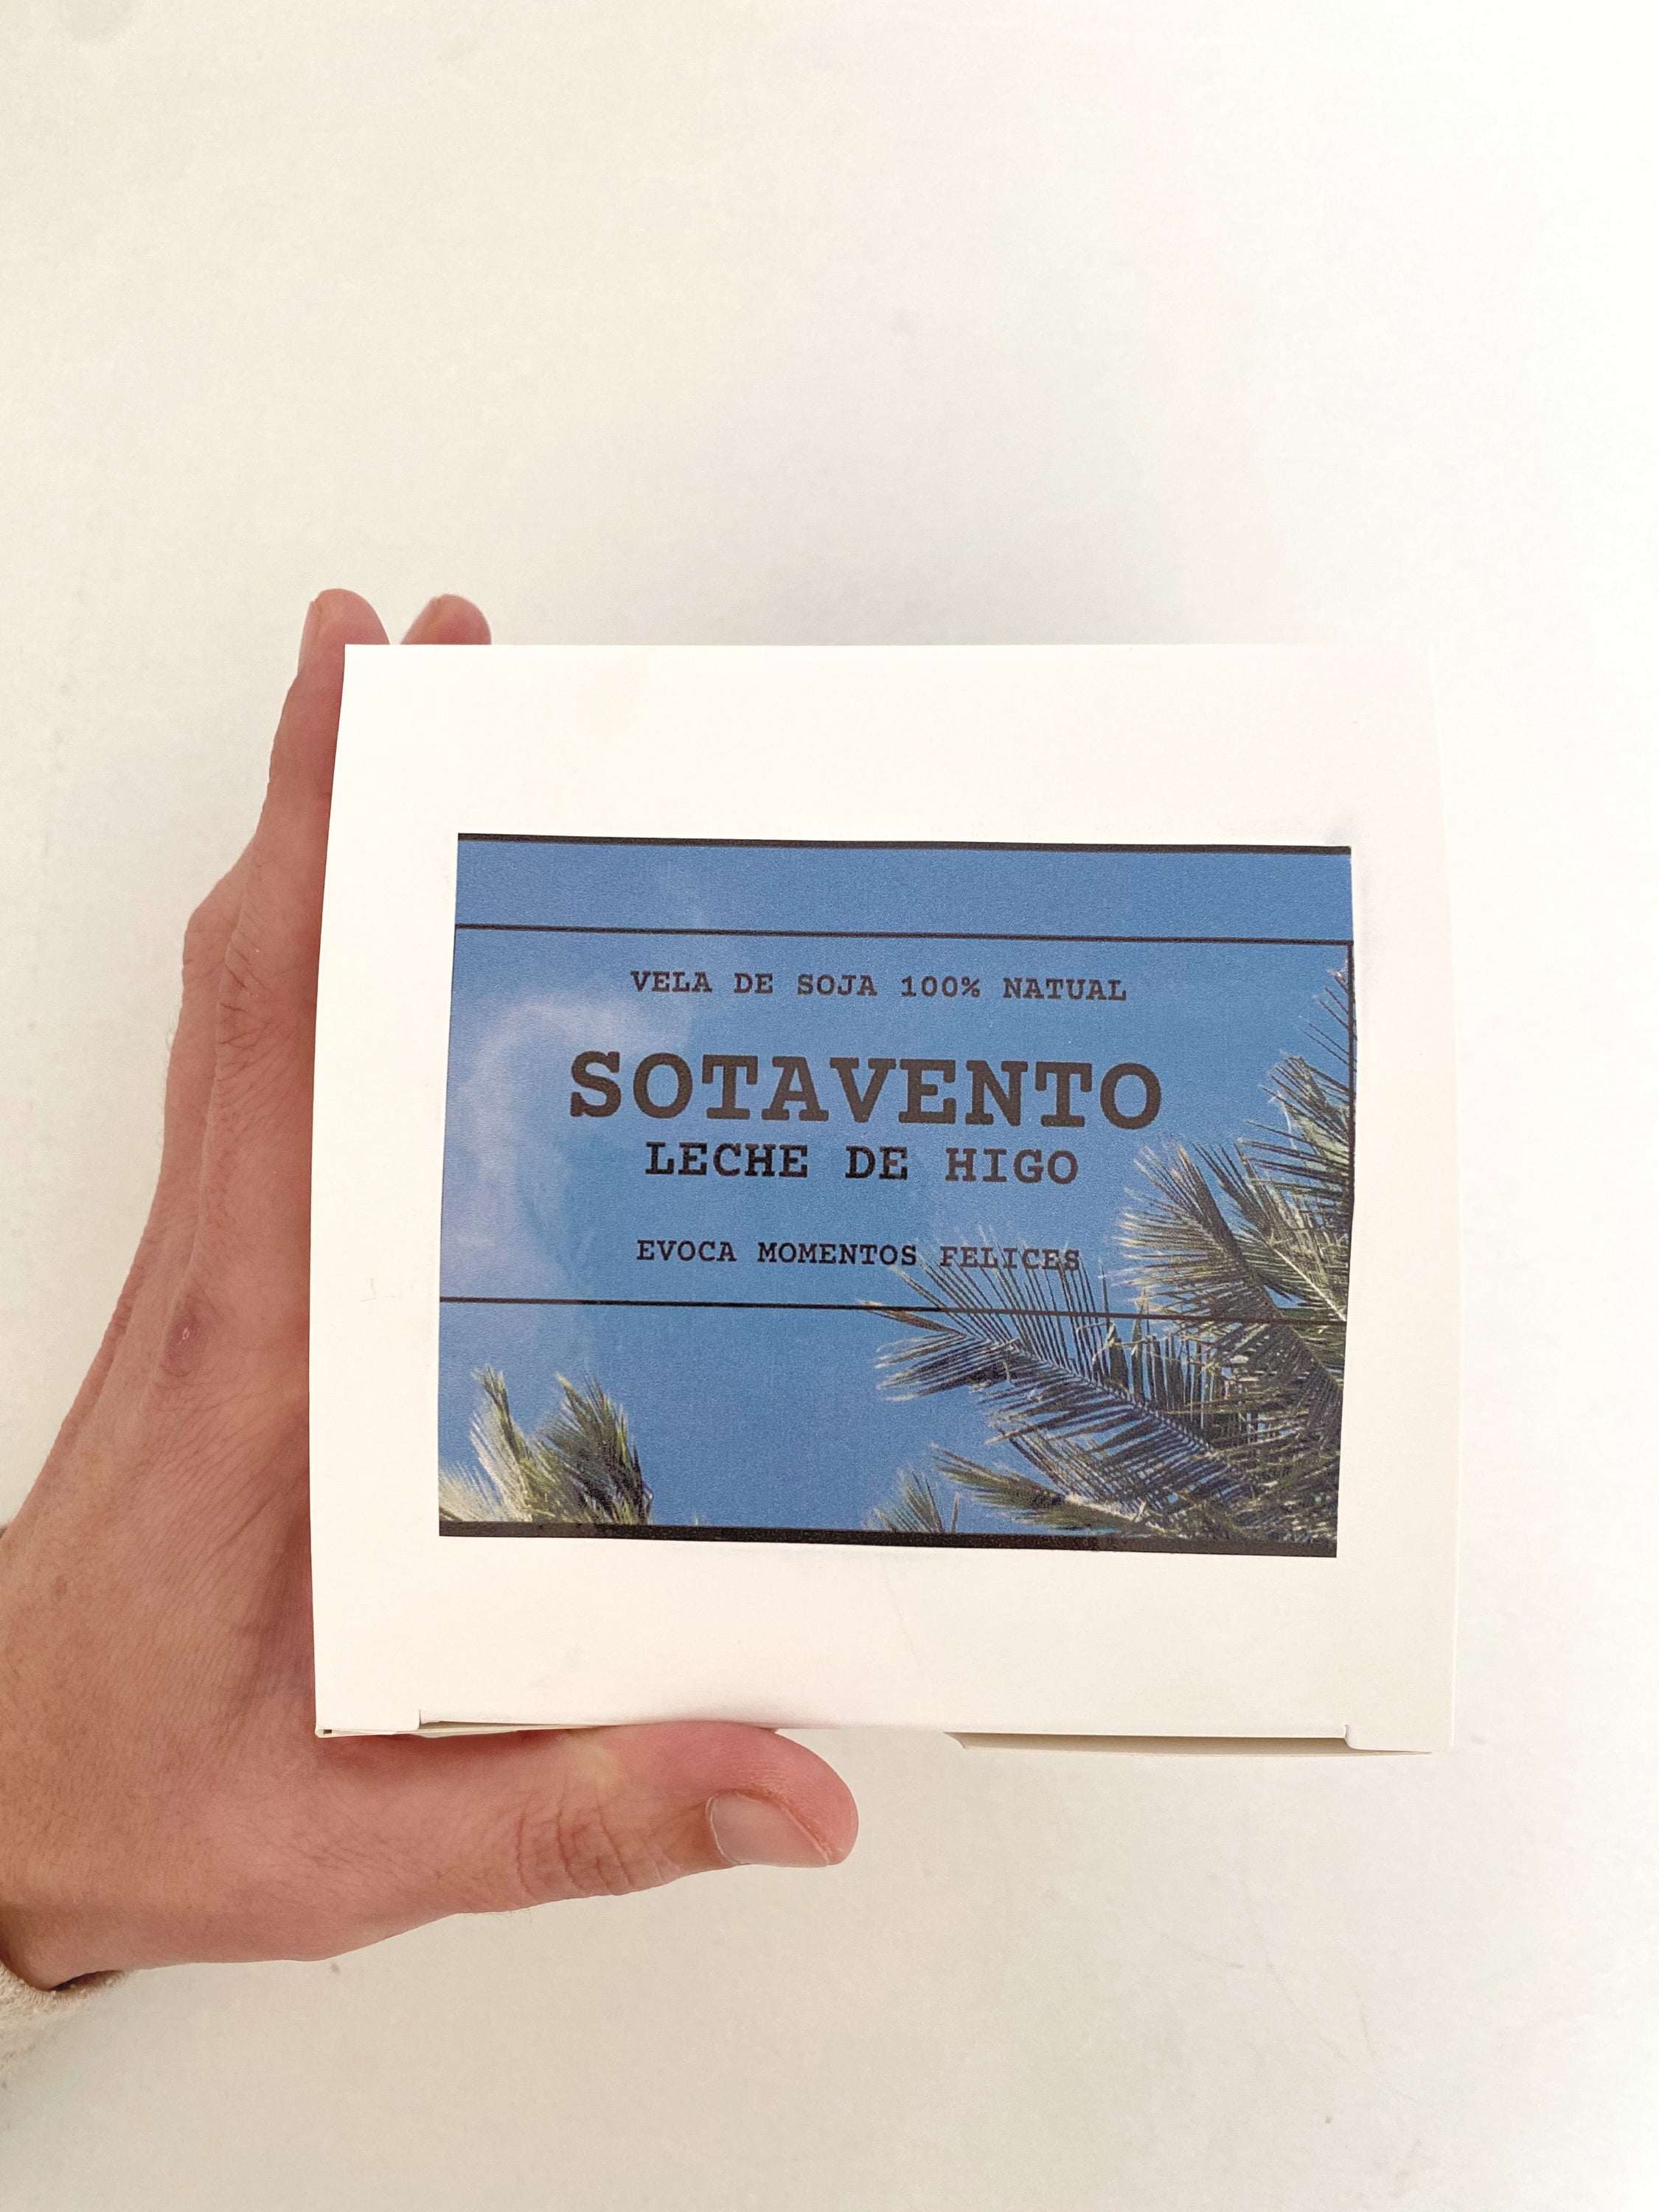 VELA DE SOJA 100% NATUAL
SOTAVENTO
LECHE DE HIGO
EVOCA MOMENTOS FELICES